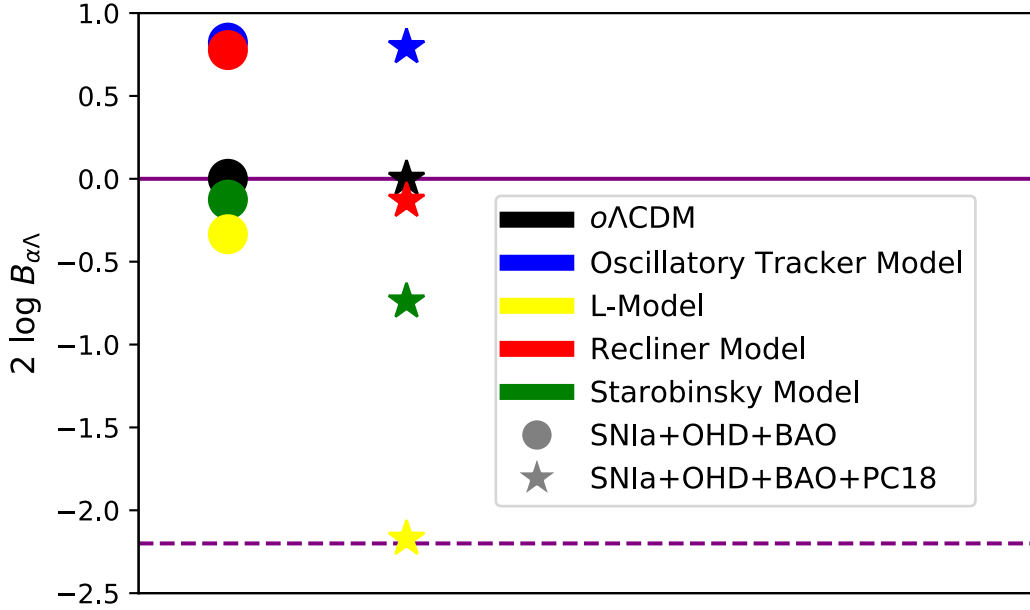 1.0
0.5
0.0
−0.5
−1.0
−1.5
−2.0
−2.5
2 log BαΛ
oΛCDM
Oscillatory Tracker Model
L-Model
Recliner Model
Starobinsky Model
SNIa+OHD+BAO
SNIa+OHD+BAO+PC18